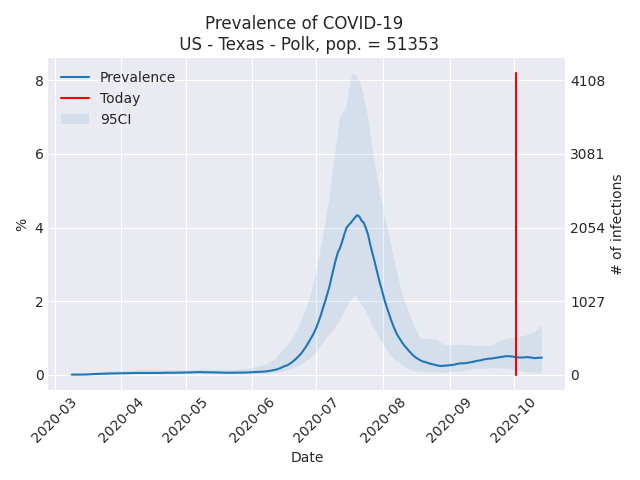 Prevalence of COVID-19
US - Texas - Polk, pop. = 51353
Prevalence
Today
95CI
8
6
4
2
0
%
4108
3081
2054
1027
0
# of infections
2020-03
2020-04
2020-05
2020-06
2020-07
2020-08
2020-09
2020-10
Date